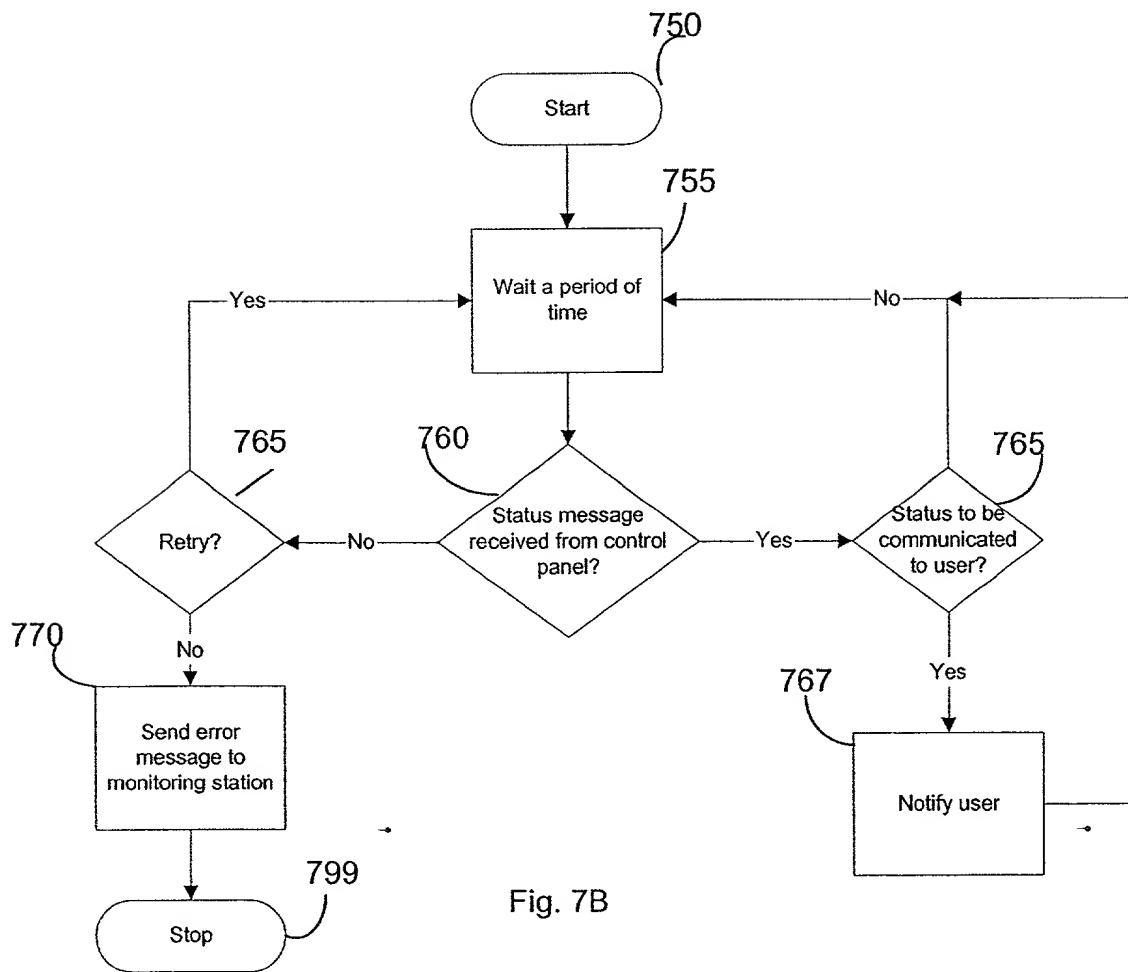 750
Start
755
Wait a period of
time
Yes
No
765
760
765
Retry?
No
Status message
received from control
panel?
Yes
Status to be
communicated
to user?
770
No
Yes
767
Send error
message to
monitoring station
Notify user
799
Stop
Fig. 7B